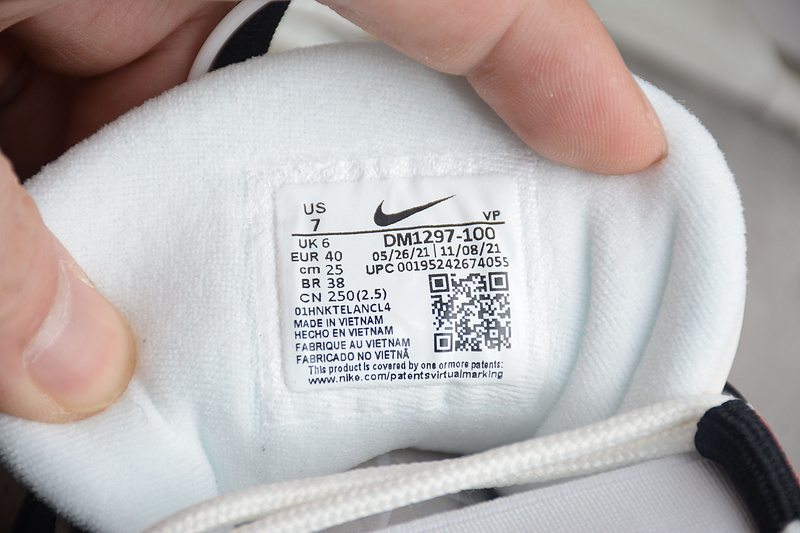 US
7
VP
UK 6
DM1297-100
EUR 40
05/26/21 | 11/08/21
cm 25
UPC 00195242674055
BR 38
CN 250(2.5)
01HNKTELANCL4
MADE IN VIETNAM
HECHO EN VIETNAM
FABRIQUE AU VIETNAM
FABRICADO NO VIETNÃ
This product is covered by one or more patents:
www.nike.com/patentsvirtualmarking